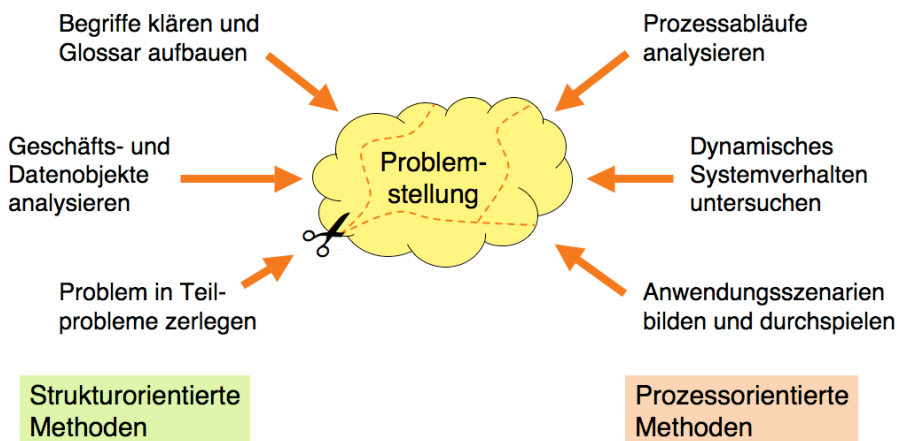 Begriffe klären und
Glossar aufbauen
Geschäfts- und
Datenobjekte
analysieren
Problem in Teil-
probleme zerlegen
Problem-
stellung
Prozessabläufe
analysieren
Dynamisches
Systemverhalten
untersuchen
Anwendungsszenarien
bilden und durchspielen
Strukturorientierte
Methoden
Prozessorientierte
Methoden